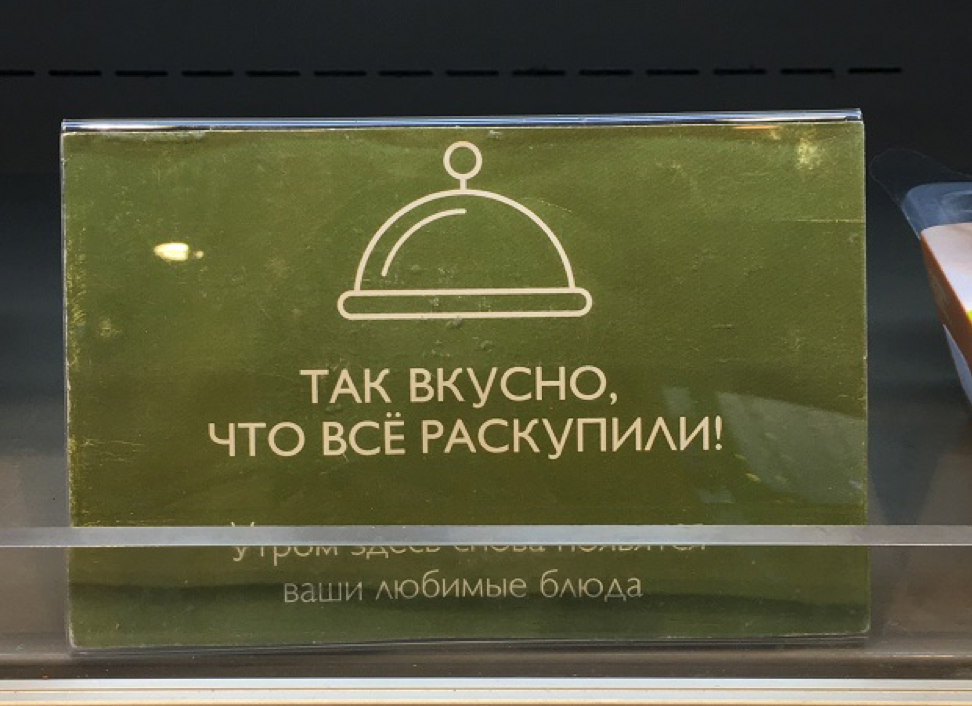 ТАК ВКУСНО,
ЧТО ВСЁ РАСКУПИЛИ!
Утром здесь снова появятся
ваши любимые блюда